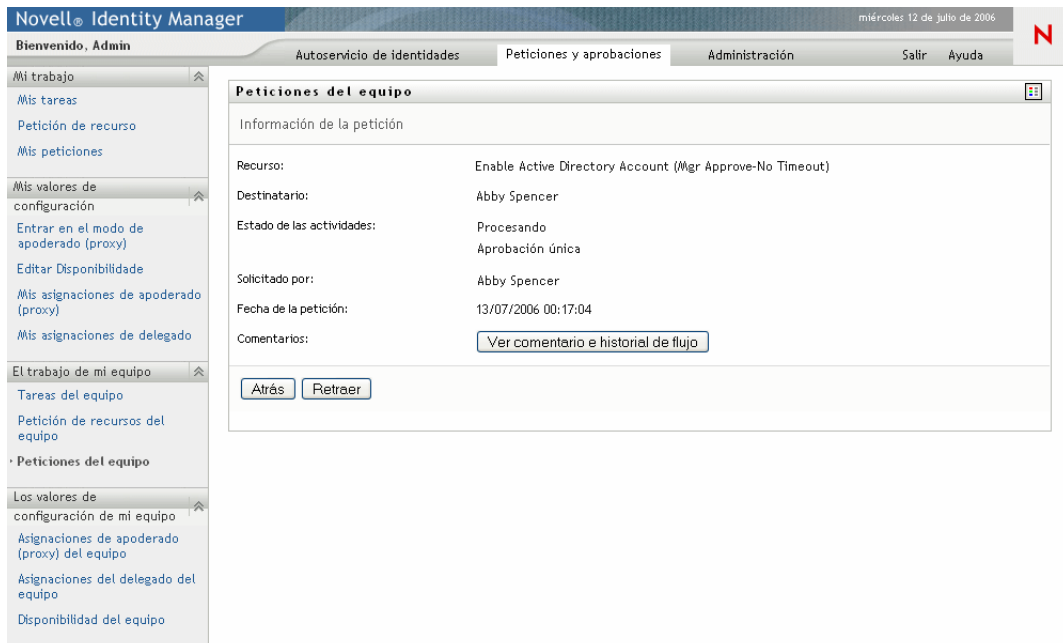 Novell® Identity Manager
miércoles 12 de julio de 2006
N
Bienvenido, Admin
Autoservicio de identidades
Peticiones y aprobaciones
Administración
Salir
Ayuda
Mi trabajo
Mis tareas
Petición de recurso
Mis peticiones
Mis valores de
configuración
Entrar en el modo de
apoderado (proxy)
Editar Disponibilidade
Mis asignaciones de apoderado
(proxy)
Mis asignaciones de delegado
El trabajo de mi equipo
Tareas del equipo
Petición de recursos del
equipo
Peticiones del equipo
Los valores de
configuración de mi equipo
Asignaciones de apoderado
(proxy) del equipo
Asignaciones del delegado del
equipo
Disponibilidad del equipo
Peticiones del equipo
Información de la petición
Recurso: Enable Active Directory Account (Mgr Approve-No Timeout)
Destinatario: Abby Spencer
Estado de las actividades: Procesando
Aprobación única
Solicitado por: Abby Spencer
Fecha de la petición: 13/07/2006 00:17:04
Comentarios: Ver comentario e historial de flujo
Atrás Retraer